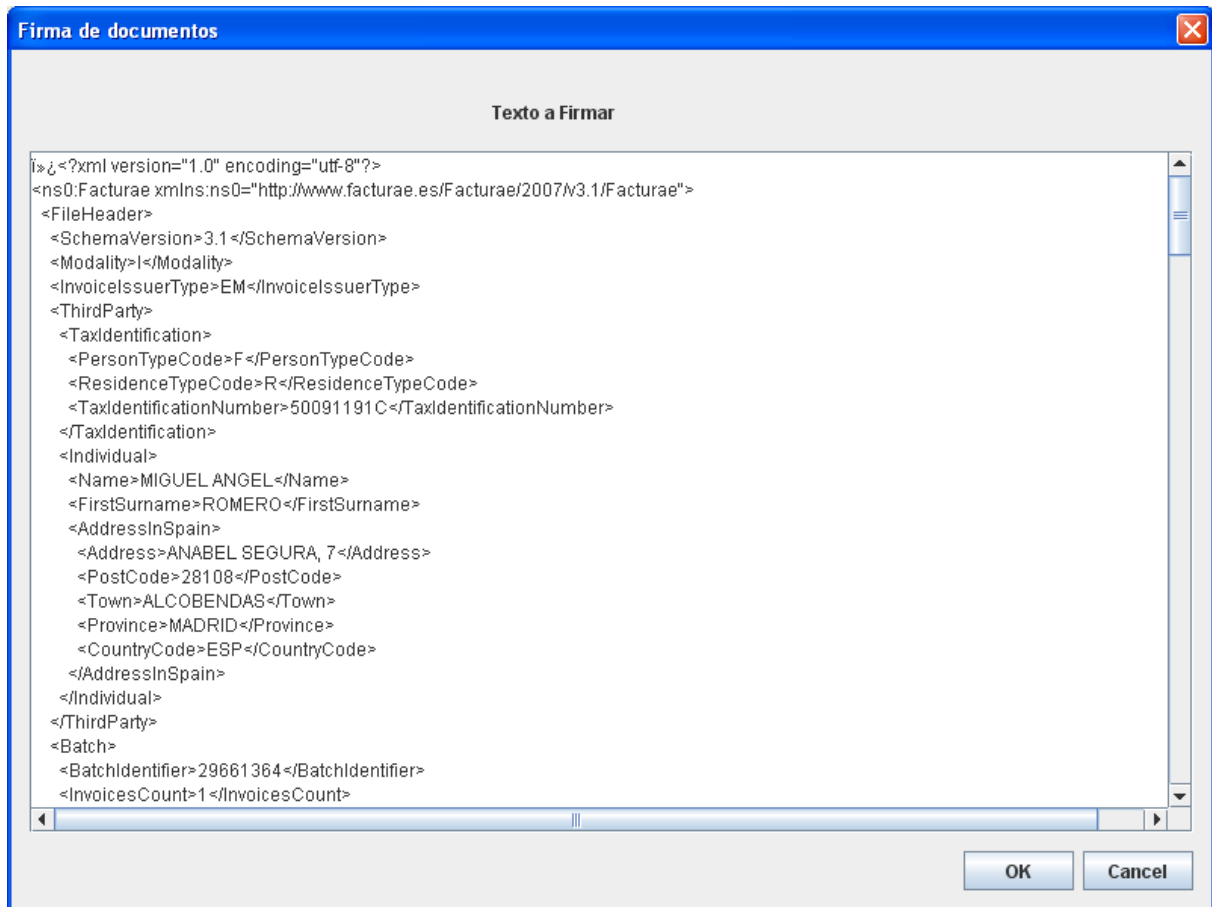 Firma de documentos
Texto a Firmar
ï»¿<?xml version="1.0" encoding="utf-8"?>
<ns0:Facturae xmlns:ns0="http://www.facturae.es/Facturae/2007/v3.1/Facturae">
<FileHeader>
<SchemaVersion>3.1</SchemaVersion>
<Modality>I</Modality>
<InvoiceIssuerType>EM</InvoiceIssuerType>
<ThirdParty>
<TaxIdentification>
<PersonTypeCode>F</PersonTypeCode>
<ResidenceTypeCode>R</ResidenceTypeCode>
<TaxIdentificationNumber>50091191C</TaxIdentificationNumber>
</TaxIdentification>
<Individual>
<Name>MIGUEL ANGEL</Name>
<FirstSurname>ROMERO</FirstSurname>
<AddressInSpain>
<Address>ANABEL SEGURA, 7</Address>
<PostCode>28108</PostCode>
<Town>ALCOBENDAS</Town>
<Province>MADRID</Province>
<CountryCode>ESP</CountryCode>
</AddressInSpain>
</Individual>
</ThirdParty>
<Batch>
<BatchIdentifier>29661364</BatchIdentifier>
<InvoicesCount>1</InvoicesCount>
OK Cancel